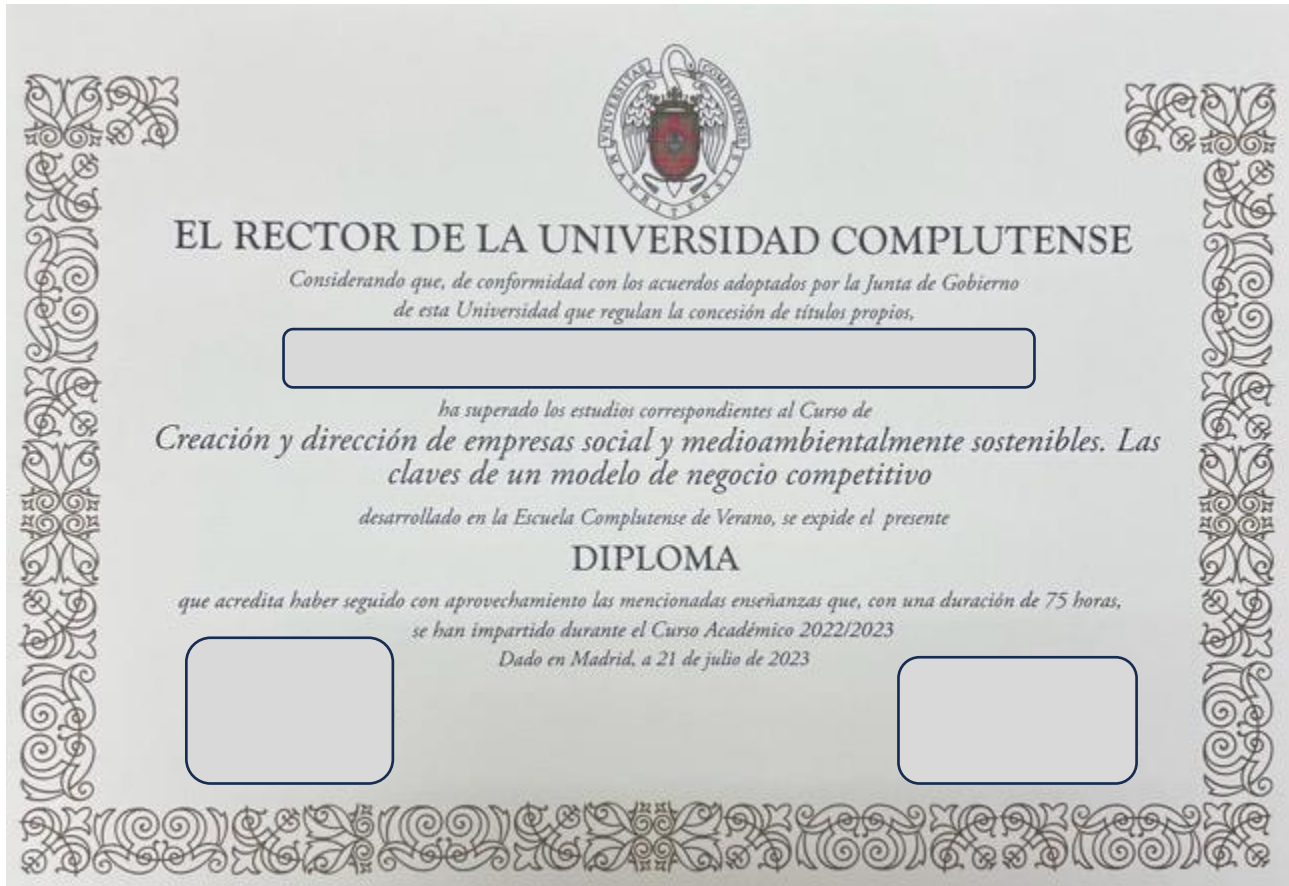 VNIVERSITAS COMPLVTENSIS
MATRITENSIS
EL RECTOR DE LA UNIVERSIDAD COMPLUTENSE
Considerando que, de conformidad con los acuerdos adoptados por la Junta de Gobierno
de esta Universidad que regulan la concesión de títulos propios,
ha superado los estudios correspondientes al Curso de
Creación y dirección de empresas social y medioambientalmente sostenibles. Las
claves de un modelo de negocio competitivo
desarrollado en la Escuela Complutense de Verano, se expide el presente
DIPLOMA
que acredita haber seguido con aprovechamiento las mencionadas enseñanzas que, con una duración de 75 horas,
se han impartido durante el Curso Académico 2022/2023
Dado en Madrid, a 21 de julio de 2023